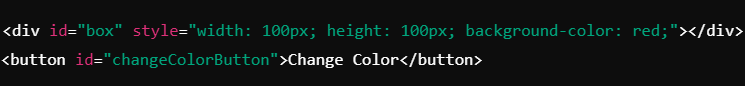 <div id="box" style="width: 100px; height: 100px; background-color: red;"></div>
<button id="changeColorButton">Change Color</button>